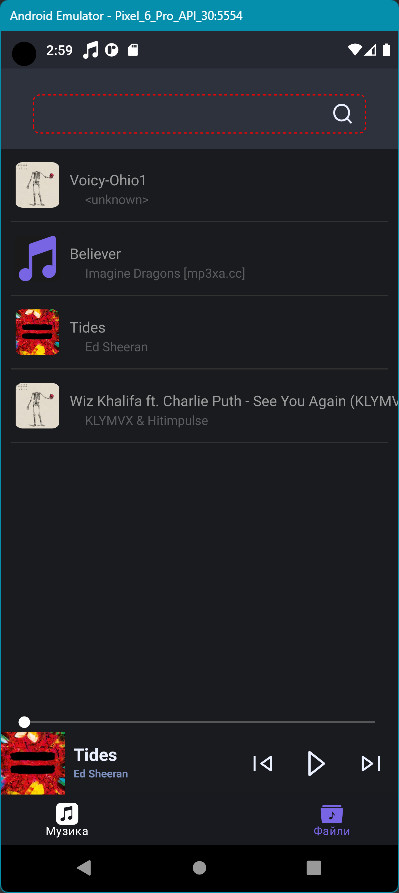 Android Emulator - Pixel_6_Pro_API_30:5554
2:59
Voicy-Ohio1
<unknown>
Believer
Imagine Dragons [mp3xa.cc]
Tides
Ed Sheeran
Wiz Khalifa ft. Charlie Puth - See You Again (KLYMV
KLYMVX & Hitimpulse
Tides
Ed Sheeran
Музика
Файли